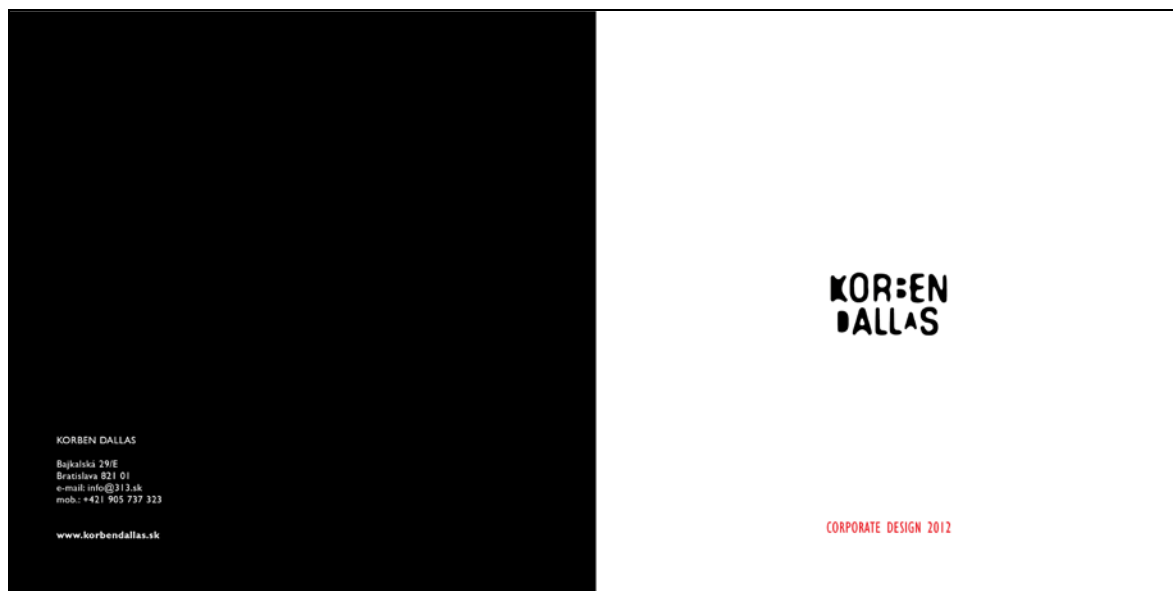 KORBEN DALLAS
Bajkalská 29/E
Bratislava 821 01
e-mail: info@313.sk
mob.: +421 905 737 323
www.korbendallas.sk
KORBEN
DALLAS
CORPORATE DESIGN 2012